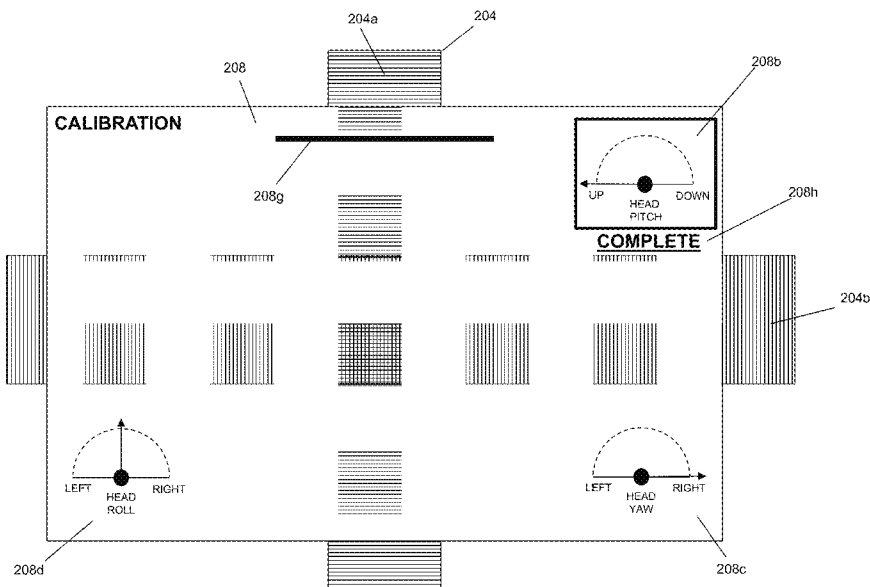 204a
204
208
208b
CALIBRATION
UP
DOWN
HEAD
PITCH
208g
208h
COMPLETE
204b
LEFT
RIGHT
HEAD
ROLL
LEFT
RIGHT
HEAD
YAW
208d
208c